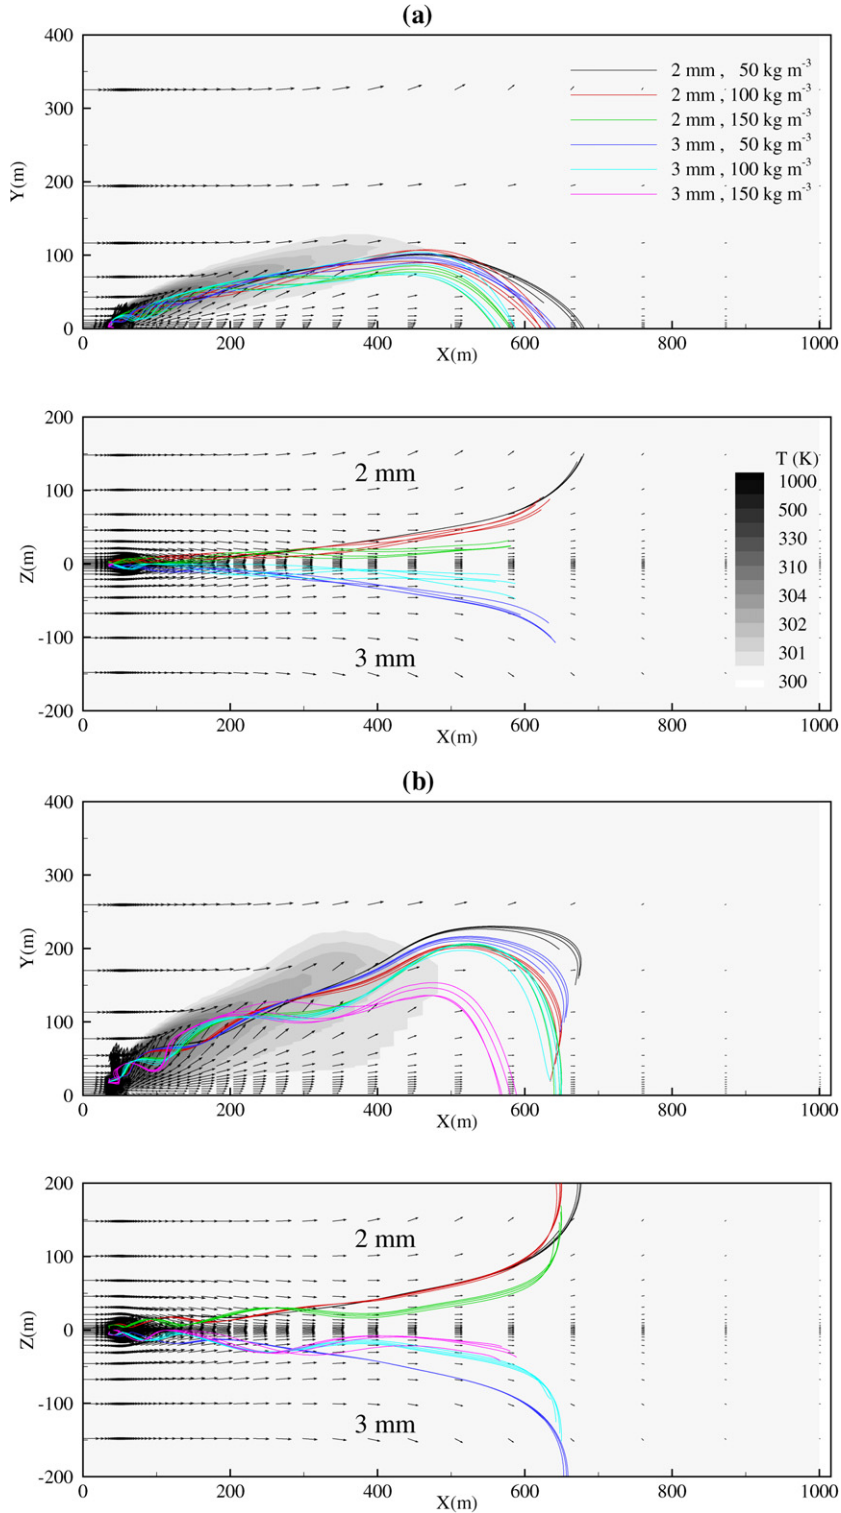 (a)
400
300
200
100
0
Y(m)
2 mm , 50 kg m⁻³
2 mm , 100 kg m⁻³
2 mm , 150 kg m⁻³
3 mm , 50 kg m⁻³
3 mm , 100 kg m⁻³
3 mm , 150 kg m⁻³
0 200 400 600 800 1000
X(m)
200
100
0
-100
-200
Z(m)
2 mm
3 mm
T (K)
1000
500
330
310
304
302
301
300
0 200 400 600 800 1000
X(m)
(b)
400
300
200
100
0
Y(m)
0 200 400 600 800 1000
X(m)
200
100
0
-100
-200
Z(m)
2 mm
3 mm
0 200 400 600 800 1000
X(m)